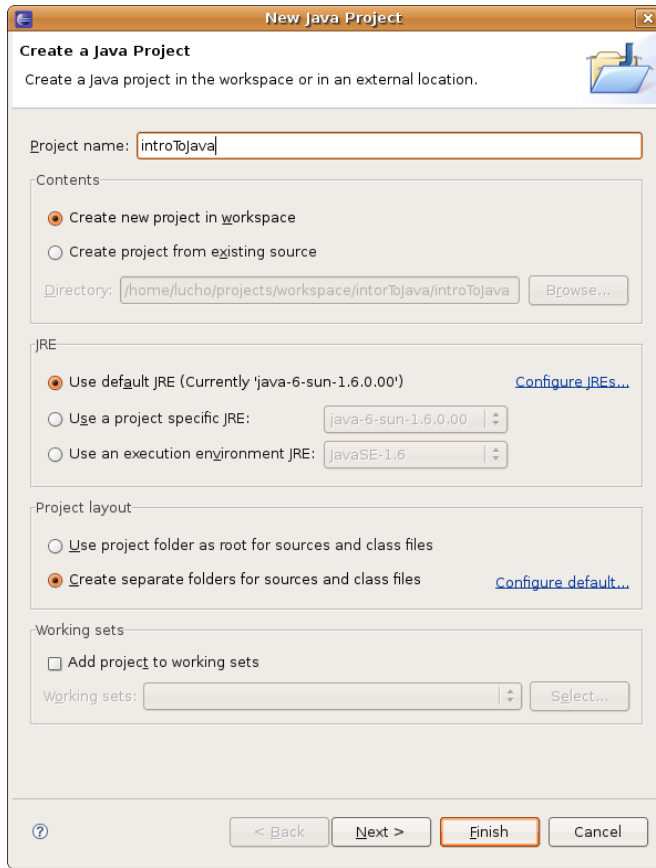 New Java Project
Create a Java Project
Create a Java project in the workspace or in an external location.
Project name: introToJava
Contents
Create new project in workspace
Create project from existing source
Directory: /home/lucho/projects/workspace/intorToJava/introToJava Browse...
JRE
Use default JRE (Currently 'java-6-sun-1.6.0.00') Configure JREs...
Use a project specific JRE: java-6-sun-1.6.0.00
Use an execution environment JRE: JavaSE-1.6
Project layout
Use project folder as root for sources and class files
Create separate folders for sources and class files Configure default...
Working sets
Add project to working sets
Working sets: Select...
? < Back Next > Finish Cancel